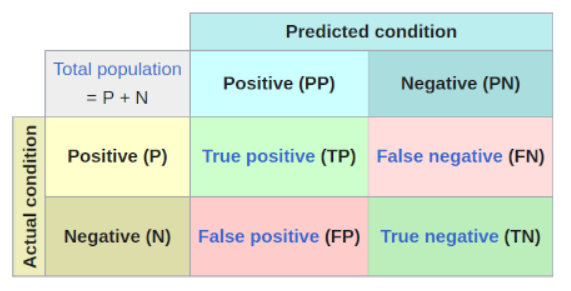 Predicted condition
Total population
= P + N
Positive (PP)
Negative (PN)
Actual condition
Positive (P)
True positive (TP)
False negative (FN)
Negative (N)
False positive (FP)
True negative (TN)